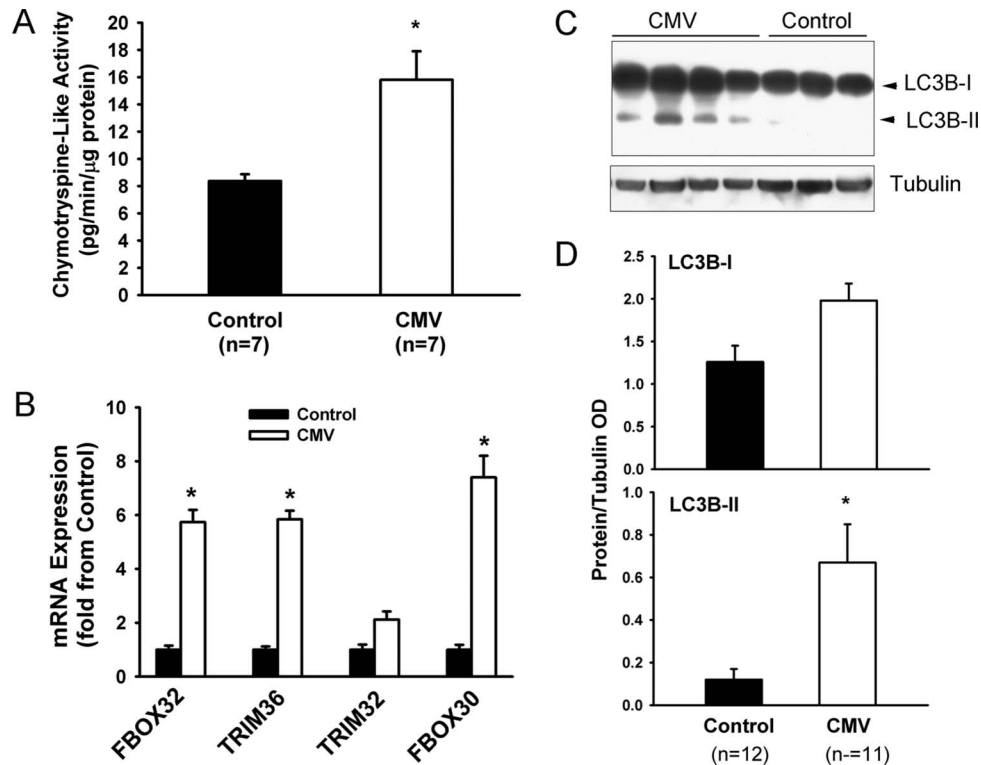 A
Chymotryspine-Like Activity
(pg/min/µg protein)
20
18
16
14
12
10
8
6
4
2
0
*
Control
(n=7)
CMV
(n=7)
B
mRNA Expression
(fold from Control)
10
8
6
4
2
0
Control
CMV
*
*
*
FBOX32
TRIM36
TRIM32
FBOX30
C
CMV
Control
LC3B-I
LC3B-II
Tubulin
D
Protein/Tubulin OD
LC3B-I
2.5
2.0
1.5
1.0
0.5
0.0
LC3B-II
1.0
0.8
0.6
0.4
0.2
0.0
*
Control
(n=12)
CMV
(n-=11)